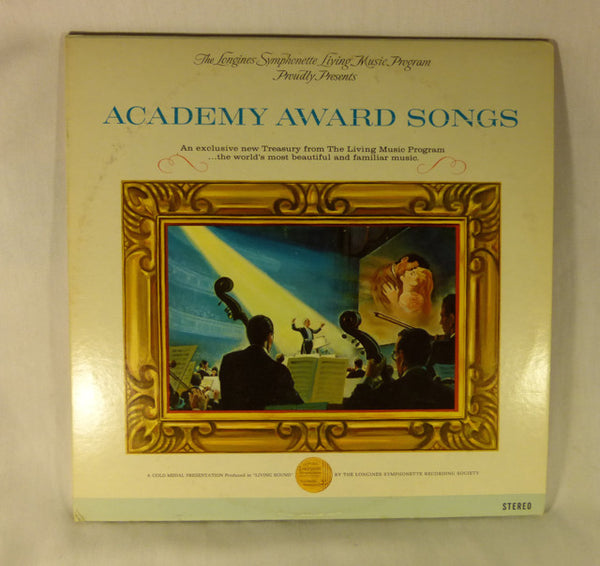 The Longines Symphonette Living Music Program
Proudly Presents
ACADEMY AWARD SONGS
An exclusive new Treasury from The Living Music Program
...the world's most beautiful and familiar music.
A GOLD MEDAL PRESENTATION Produced in "LIVING SOUND" BY THE LONGINES SYMPHONETTE RECORDING SOCIETY
STEREO